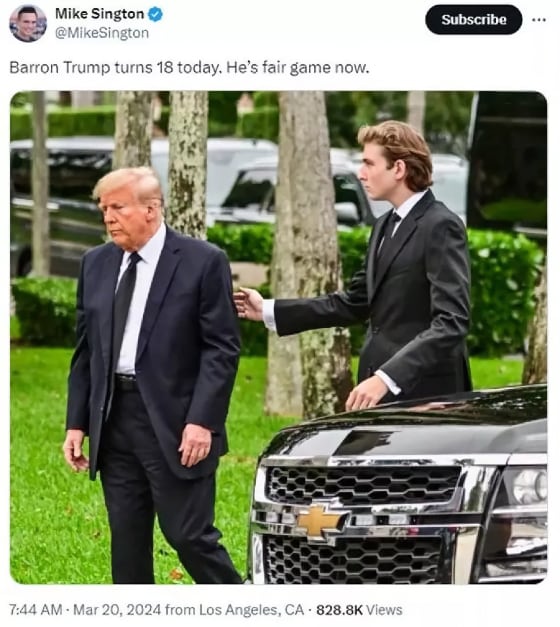 Mike Sington
@MikeSington
Subscribe
Barron Trump turns 18 today. He's fair game now.
7:44 AM · Mar 20, 2024 from Los Angeles, CA · 828.8K Views